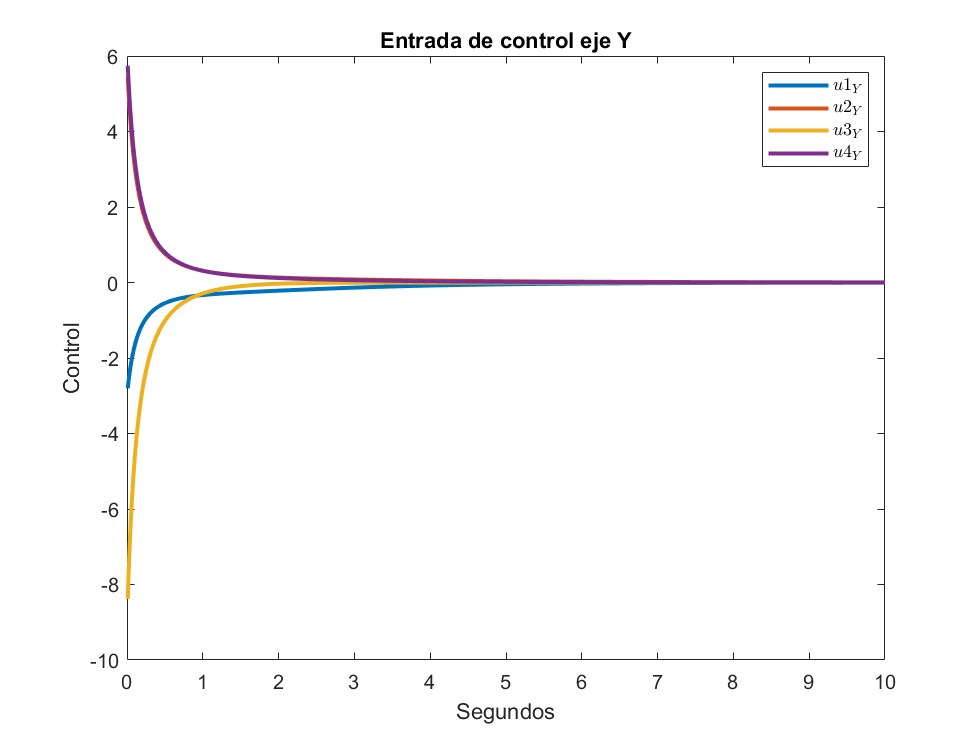 Entrada de control eje Y
6
4
2
0
-2
-4
-6
-8
-10
Control
0 1 2 3 4 5 6 7 8 9 10
Segundos
u1_Y
u2_Y
u3_Y
u4_Y